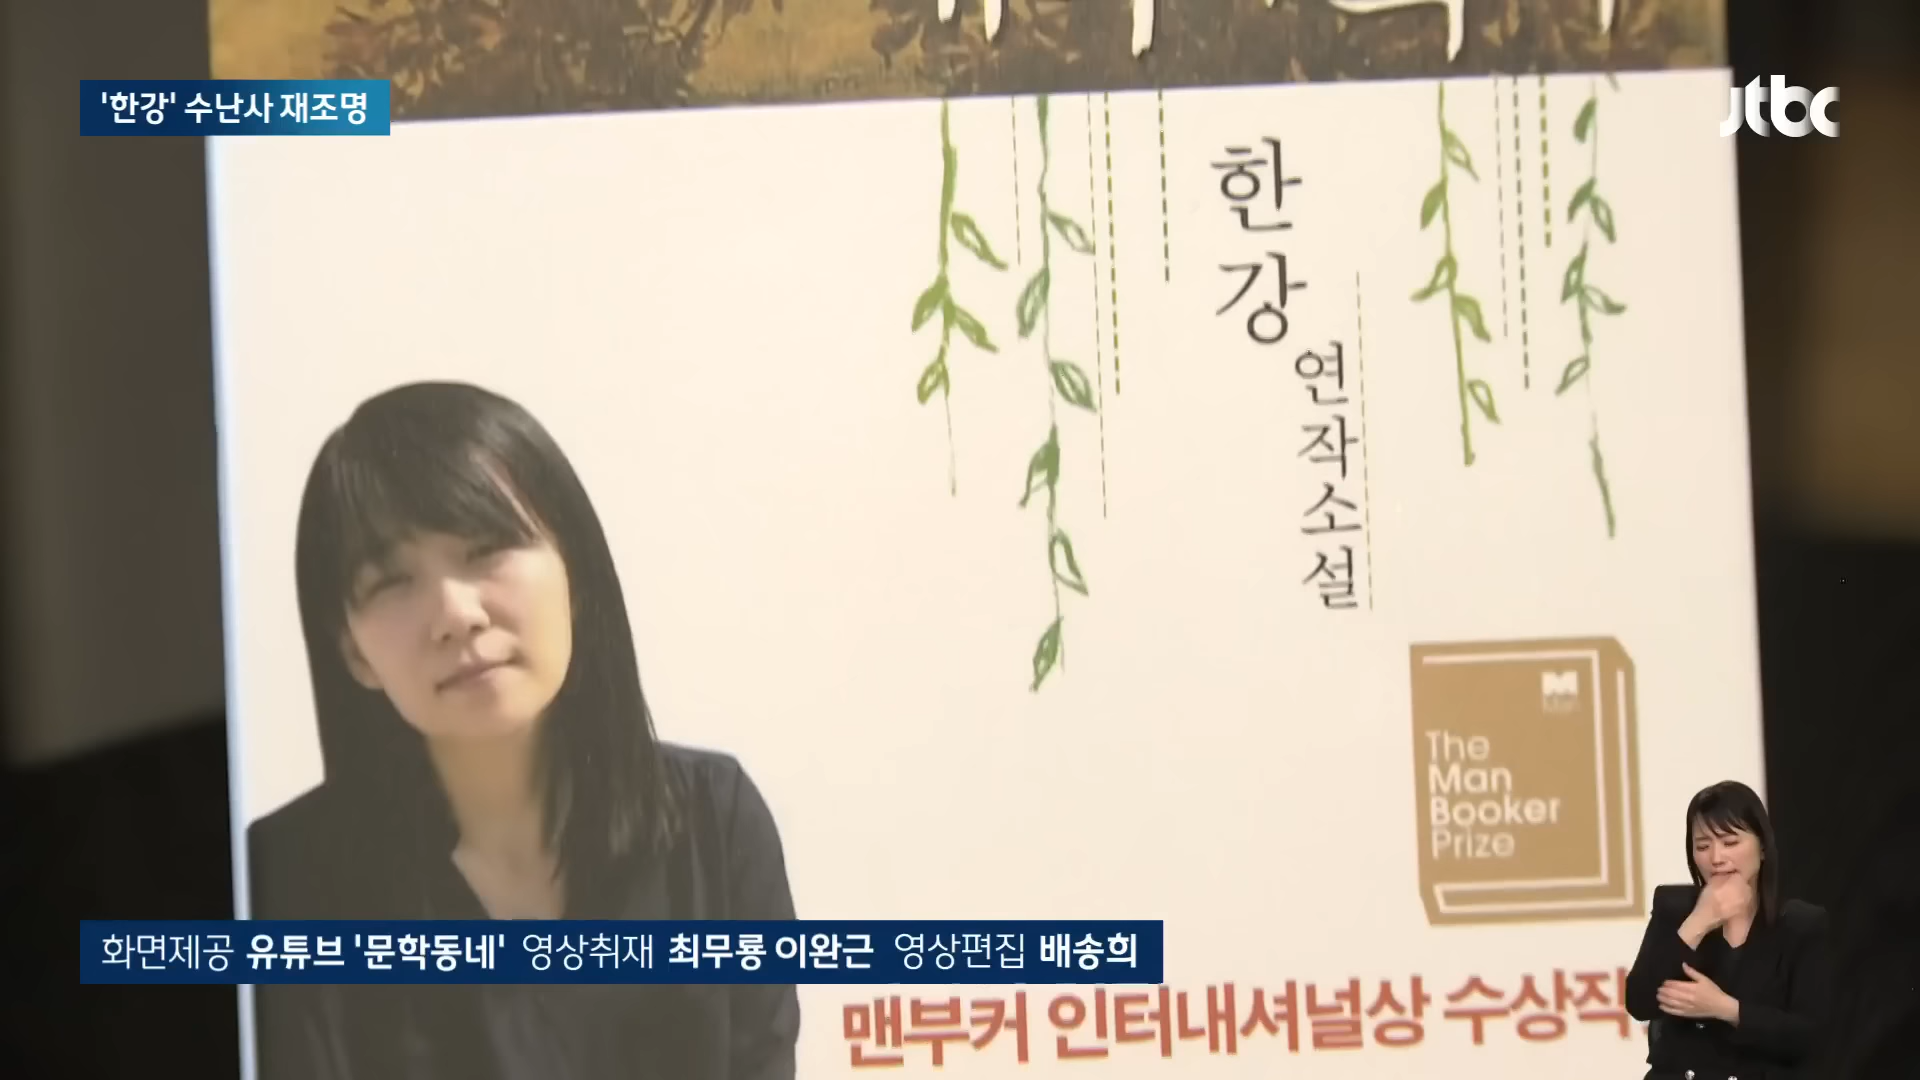 '한강' 수난사 재조명
jtbc
한강
연작소설
M
Man
The
Man
Booker
Prize
화면제공 유튜브 '문학동네' 영상취재 최무룡 이완근 영상편집 배송희
맨부커 인터내셔널상 수상작